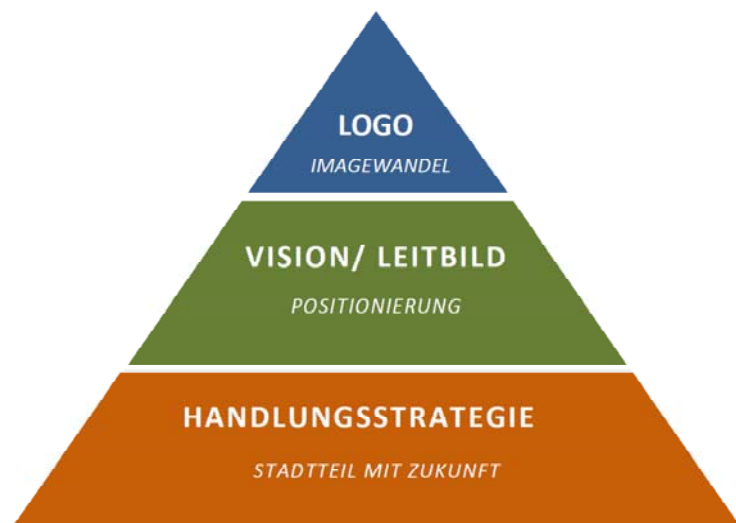 LOGO
IMAGEWANDEL
VISION/ LEITBILD
POSITIONIERUNG
HANDLUNGSSTRATEGIE
STADTTEIL MIT ZUKUNFT